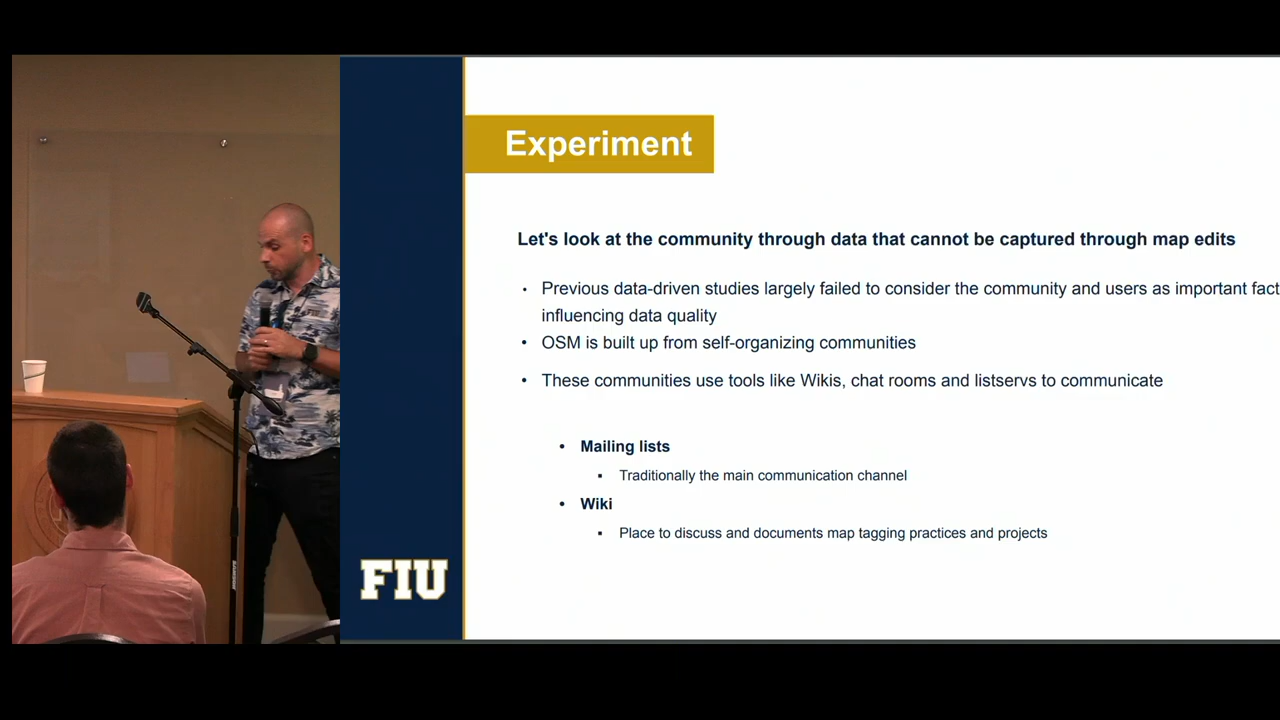 Experiment
Let's look at the community through data that cannot be captured through map edits
• Previous data-driven studies largely failed to consider the community and users as important fact
influencing data quality
• OSM is built up from self-organizing communities
• These communities use tools like Wikis, chat rooms and listservs to communicate
• Mailing lists
▪ Traditionally the main communication channel
• Wiki
▪ Place to discuss and documents map tagging practices and projects
FIU